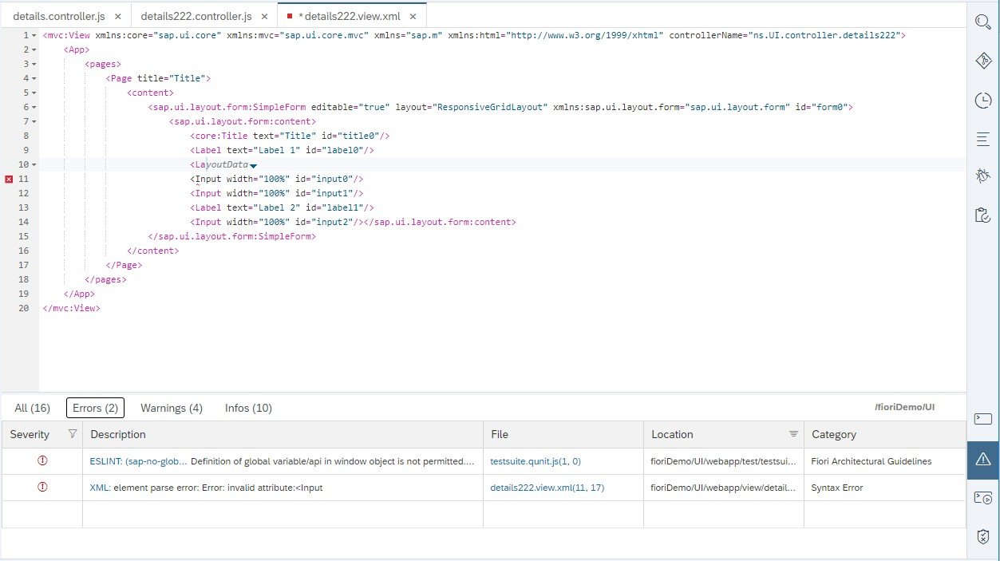 details.controller.js ×
details222.controller.js ×
* details222.view.xml ×
1 <mvc:View xmlns:core="sap.ui.core" xmlns:mvc="sap.ui.core.mvc" xmlns="sap.m" xmlns:html="http://www.w3.org/1999/xhtml" controllerName="ns.UI.controller.details222">
2 <App>
3 <pages>
4 <Page title="Title">
5 <content>
6 <sap.ui.layout.form:SimpleForm editable="true" layout="ResponsiveGridLayout" xmlns:sap.ui.layout.form="sap.ui.layout.form" id="form0">
7 <sap.ui.layout.form:content>
8 <core:Title text="Title" id="title0"/>
9 <Label text="Label 1" id="label0"/>
10 <LayoutData
11 <Input width="100%" id="input0"/>
12 <Input width="100%" id="input1"/>
13 <Label text="Label 2" id="label1"/>
14 <Input width="100%" id="input2"/></sap.ui.layout.form:content>
15 </sap.ui.layout.form:SimpleForm>
16 </content>
17 </Page>
18 </pages>
19 </App>
20 </mvc:View>
All (16) Errors (2) Warnings (4) Infos (10) /fioriDemo/UI
Severity Description File Location Category
ESLINT: (sap-no-glob... Definition of global variable/api in window object is not permitted.... testsuite.qunit.js(1, 0) fioriDemo/UI/webapp/test/testsui... Fiori Architectural Guidelines
XML: element parse error: Error: invalid attribute:<Input details222.view.xml(11, 17) fioriDemo/UI/webapp/view/detail... Syntax Error